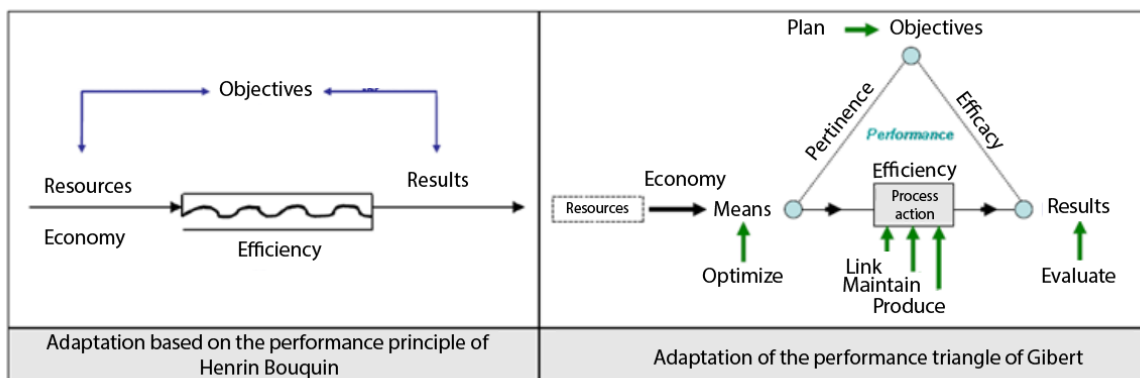 Objectives
Resources
Results
Economy
Efficiency
Adaptation based on the performance principle of
Henrin Bouquin
Plan
Objectives
Pertinence
Efficacy
Performance
Economy
Efficiency
Resources
Means
Process
action
Results
Optimize
Link
Maintain
Produce
Evaluate
Adaptation of the performance triangle of Gibert